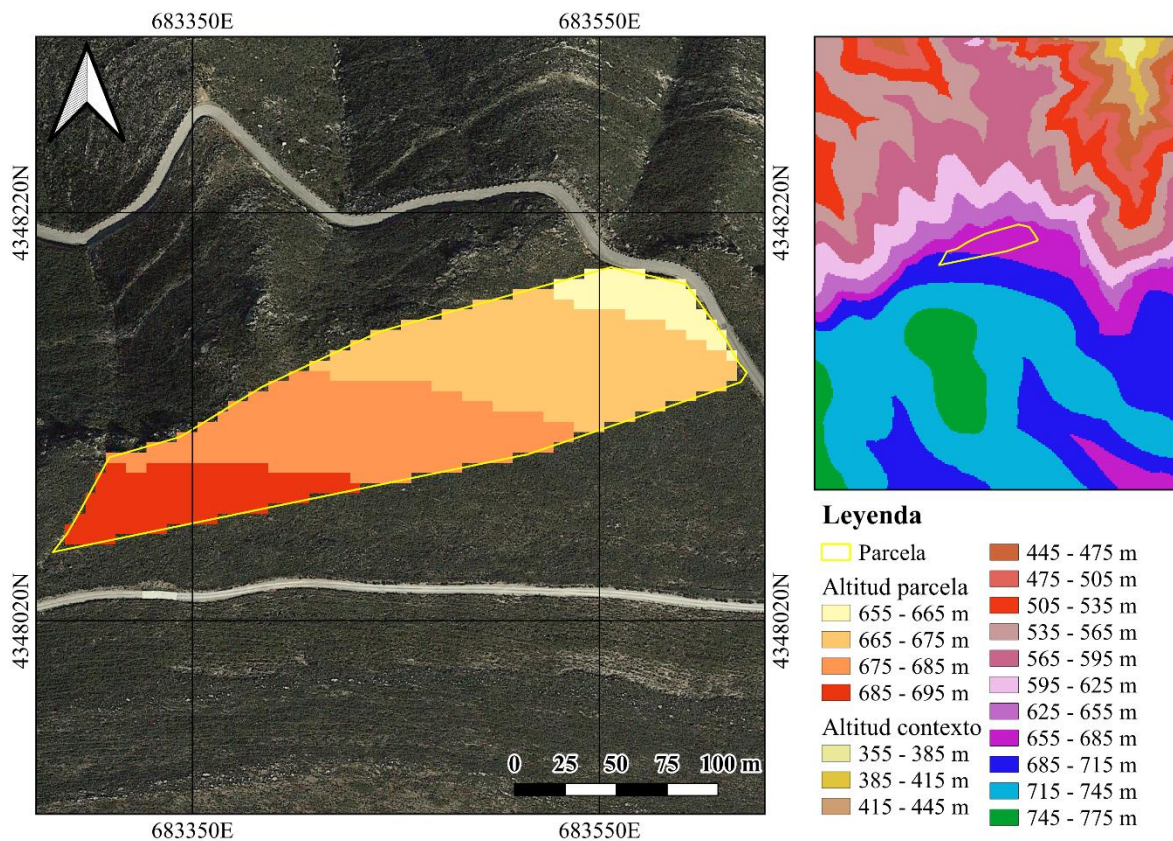 683350E
683550E
4348220N
4348220N
4348020N
4348020N
0 25 50 75 100 m
683350E
683550E
Leyenda
Parcela
Altitud parcela
655 - 665 m
665 - 675 m
675 - 685 m
685 - 695 m
Altitud contexto
355 - 385 m
385 - 415 m
415 - 445 m
445 - 475 m
475 - 505 m
505 - 535 m
535 - 565 m
565 - 595 m
595 - 625 m
625 - 655 m
655 - 685 m
685 - 715 m
715 - 745 m
745 - 775 m